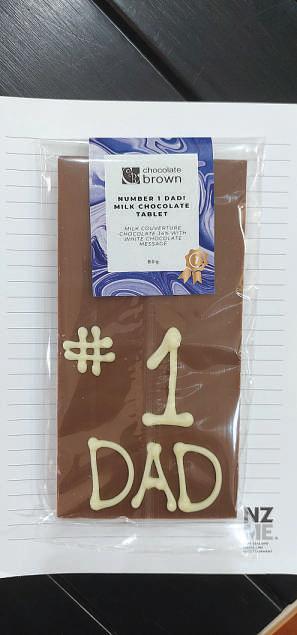 chocolate
brown
NUMBER 1 DAD!
MILK CHOCOLATE
TABLET
MILK COUVERTURE
CHOCOLATE 34% WITH
WHITE CHOCOLATE
MESSAGE
80g
# 1
DAD
NZ
ME.